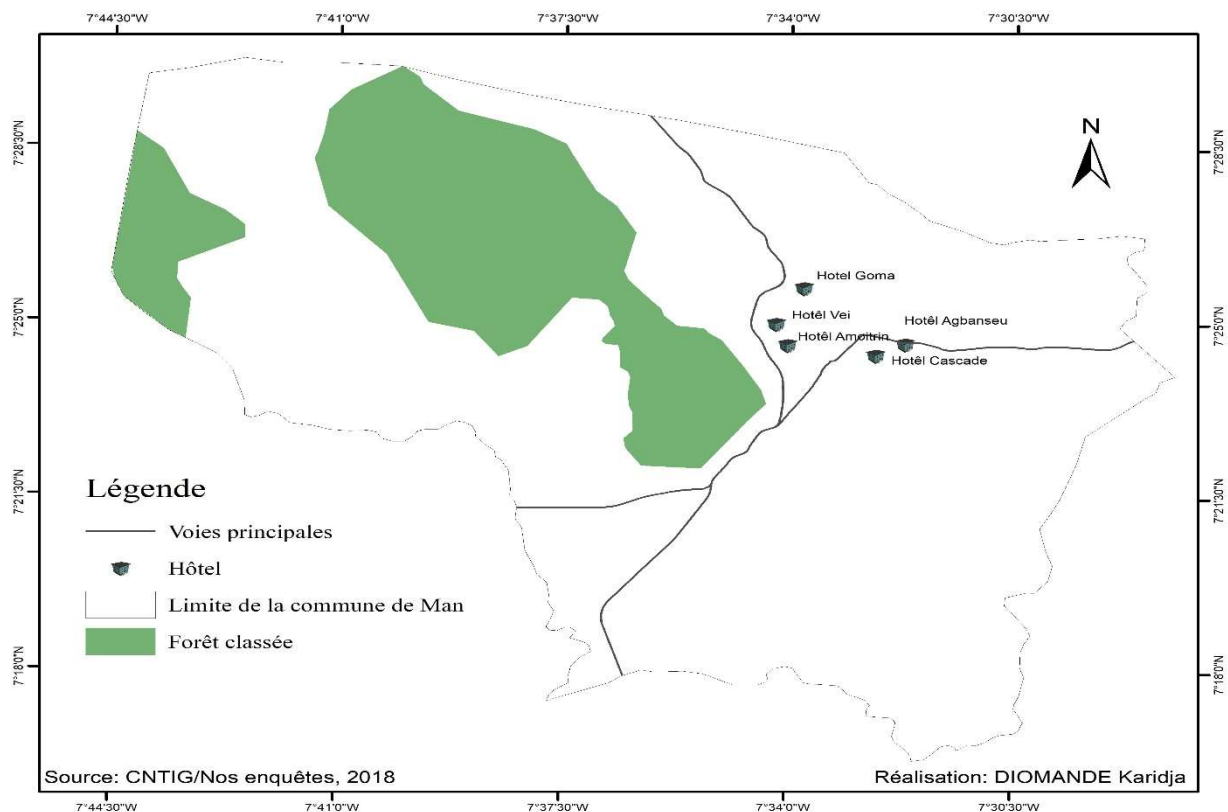 7°44'30"W 7°41'0"W 7°37'30"W 7°34'0"W 7°30'30"W
7°28'30"N
7°28'30"N
N
Hotel Goma
Hotêl Vei
Hotêl Agbanseu
Hotêl Amoitrin
Hotêl Cascade
7°25'0"N
7°25'0"N
Légende
7°21'30"N
7°21'30"N
Voies principales
Hôtel
Limite de la commune de Man
Forêt classée
7°18'0"N
7°18'0"N
Source: CNTIG/Nos enquêtes, 2018 Réalisation: DIOMANDE Karidja
7°44'30"W 7°41'0"W 7°37'30"W 7°34'0"W 7°30'30"W